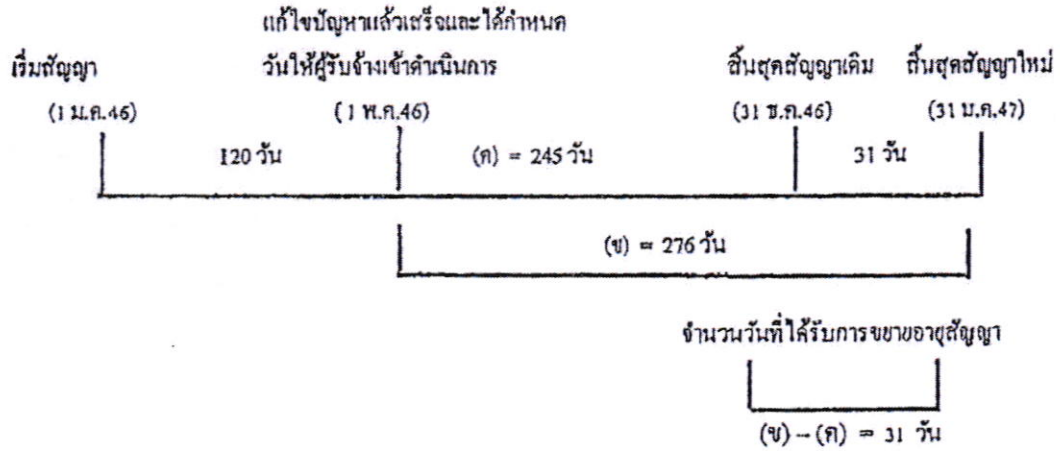 แก้ไขปัญหาแล้วเสร็จและได้กำหนด
เริ่มสัญญา วันให้ผู้รับจ้างเข้าดำเนินการ สิ้นสุดสัญญาเดิม สิ้นสุดสัญญาใหม่
(1 ม.ค.46) (1 พ.ค.46) (31 ธ.ค.46) (31 ม.ค.47)
120 วัน (ค) = 245 วัน 31 วัน
(ข) = 276 วัน
จำนวนวันที่ได้รับการขยายอายุสัญญา
(ข) – (ค) = 31 วัน